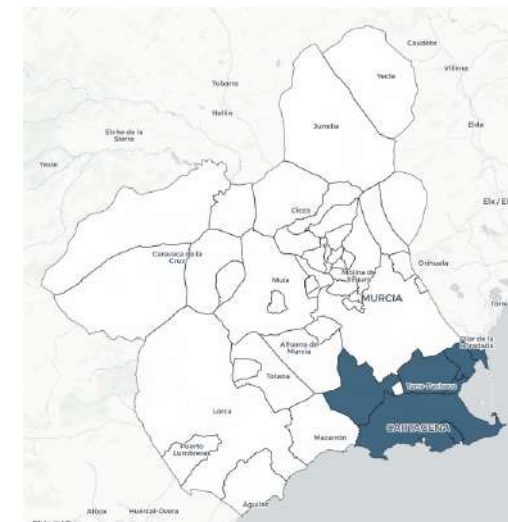 Caudete
Yecla
Villena
Tobarra
Hellín
Jumilla
Elda
Elche de la
Sierra
Yeste
Cieza
Elx / El
Caravaca de la
Cruz
Orihuela
Mula
Molina de
Segura
MURCIA
Torre
Pilar de la
Horadada
Alhama de
Murcia
Totana
Torre-Pacheco
Lorca
CARTAGENA
Mazarrón
Puerto
Lumbreras
Águilas
Albox
Huércal-Overa